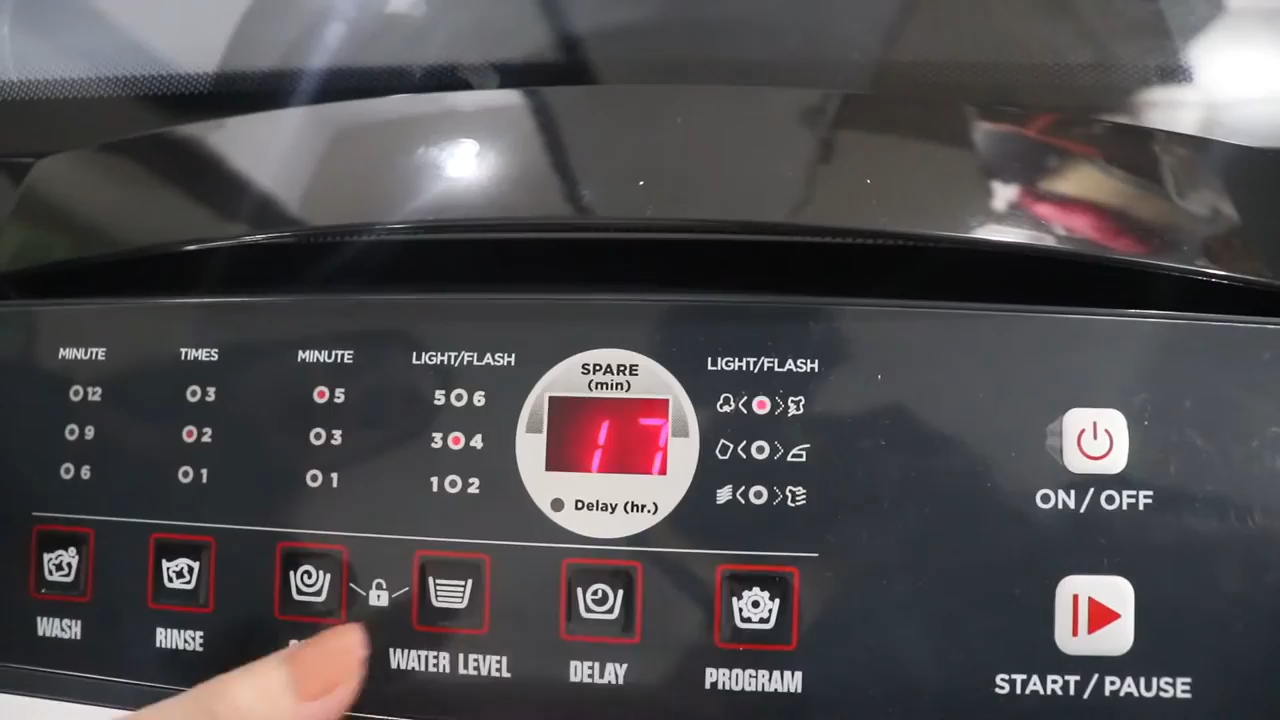 MINUTE TIMES MINUTE LIGHT/FLASH SPARE (min) LIGHT/FLASH
12 3 5 5 6
9 2 3 3 4 17
6 1 1 1 2
Delay (hr.)
ON / OFF
WASH RINSE WATER LEVEL DELAY PROGRAM
START / PAUSE